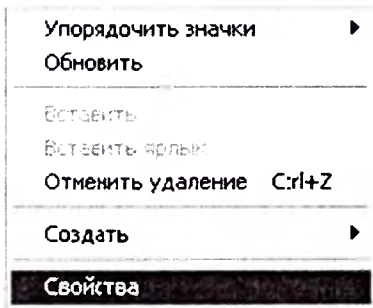 Упорядочить значки
Обновить
Вставить
Вставить ярлык
Отменить удаление Ctrl+Z
Создать
Свойства